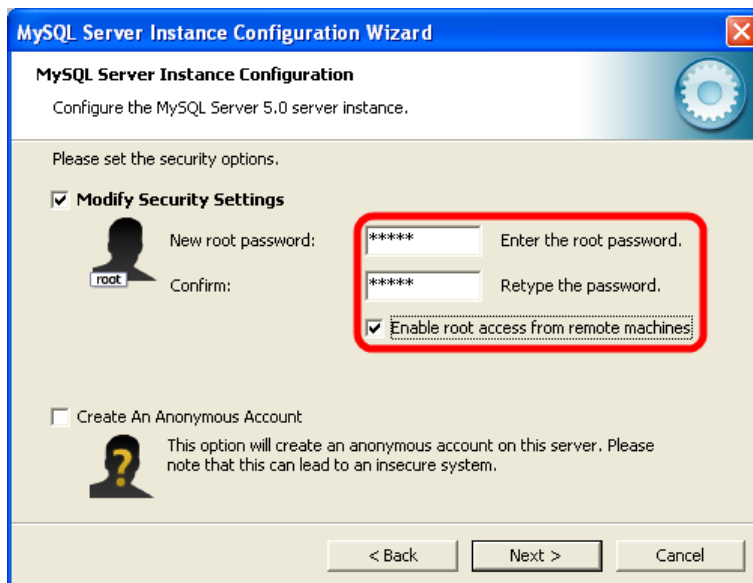 MySQL Server Instance Configuration Wizard
MySQL Server Instance Configuration
Configure the MySQL Server 5.0 server instance.
Please set the security options.
Modify Security Settings
New root password: ***** Enter the root password.
root
Confirm: ***** Retype the password.
Enable root access from remote machines
Create An Anonymous Account
This option will create an anonymous account on this server. Please
note that this can lead to an insecure system.
< Back Next > Cancel